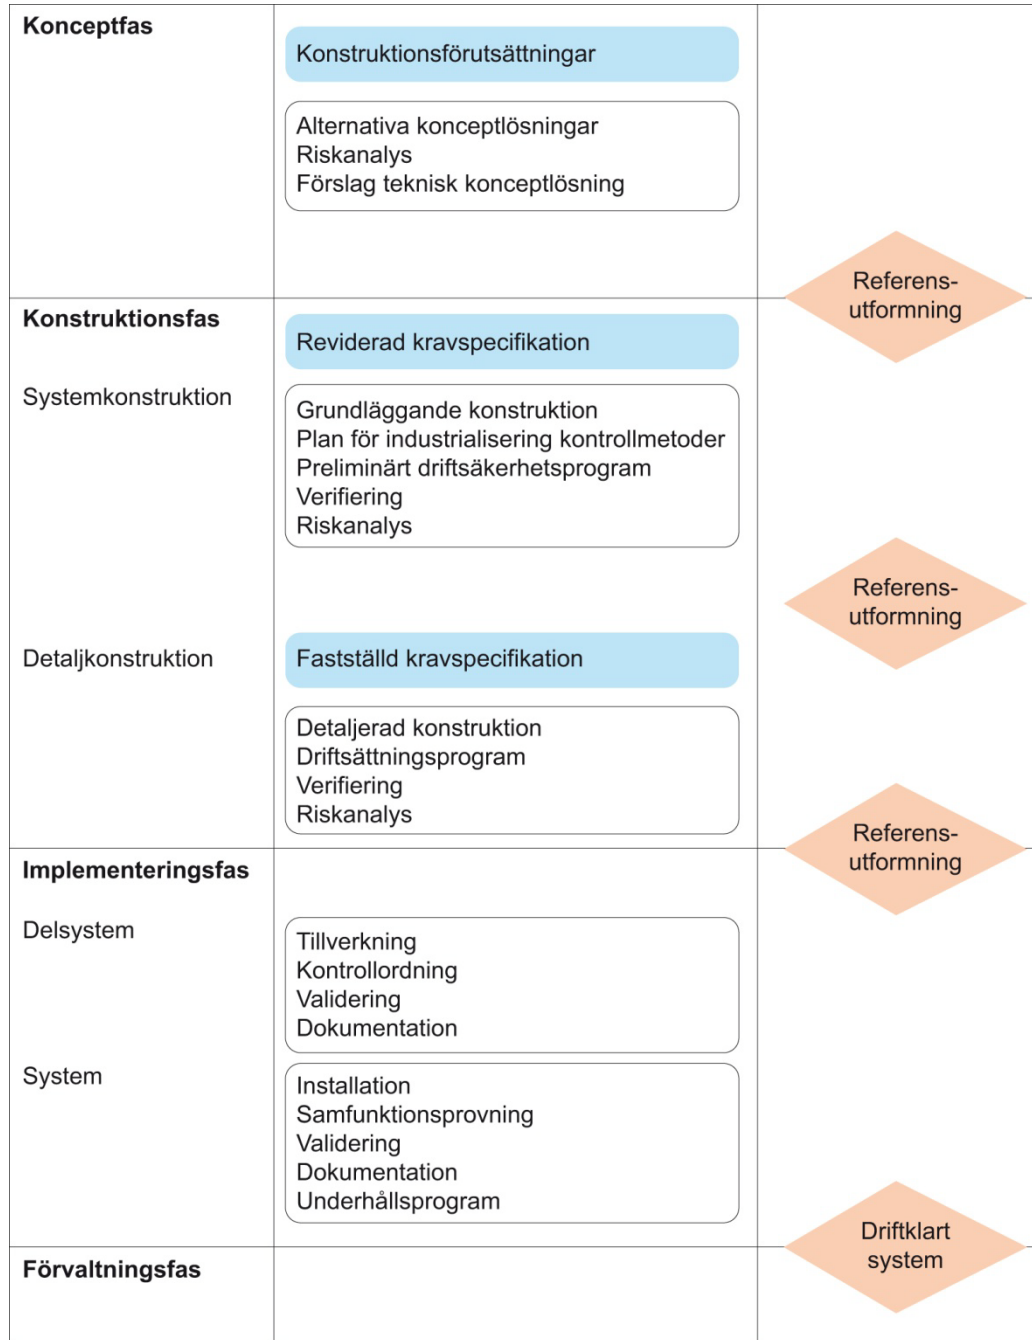 Konceptfas
Konstruktionsförutsättningar
Alternativa konceptlösningar
Riskanalys
Förslag teknisk konceptlösning
Referens-
utformning
Konstruktionsfas
Reviderad kravspecifikation
Systemkonstruktion
Grundläggande konstruktion
Plan för industrialisering kontrollmetoder
Preliminärt driftsäkerhetsprogram
Verifiering
Riskanalys
Referens-
utformning
Detaljkonstruktion
Fastställd kravspecifikation
Detaljerad konstruktion
Driftsättningsprogram
Verifiering
Riskanalys
Referens-
utformning
Implementeringsfas
Delsystem
Tillverkning
Kontrollordning
Validering
Dokumentation
System
Installation
Samfunktionsprovning
Validering
Dokumentation
Underhållsprogram
Driftklart
system
Förvaltningsfas